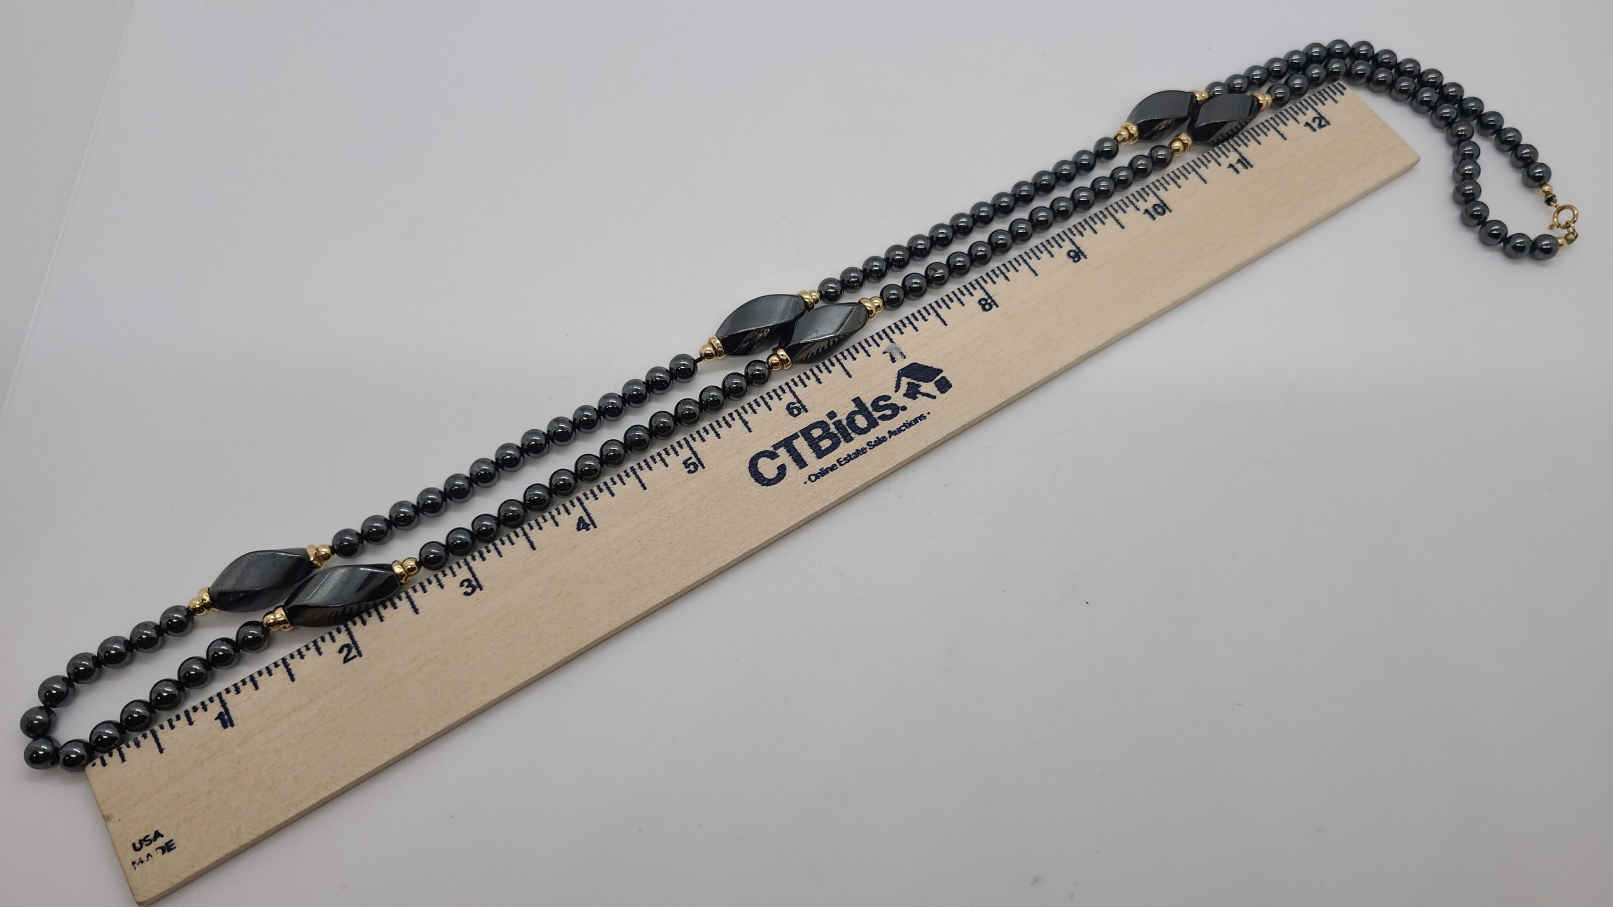 1 2 3 4 5 6 7 8 9 10 11 12
CTBids.
- Online Estate Sale Auctions -
USA
MADE